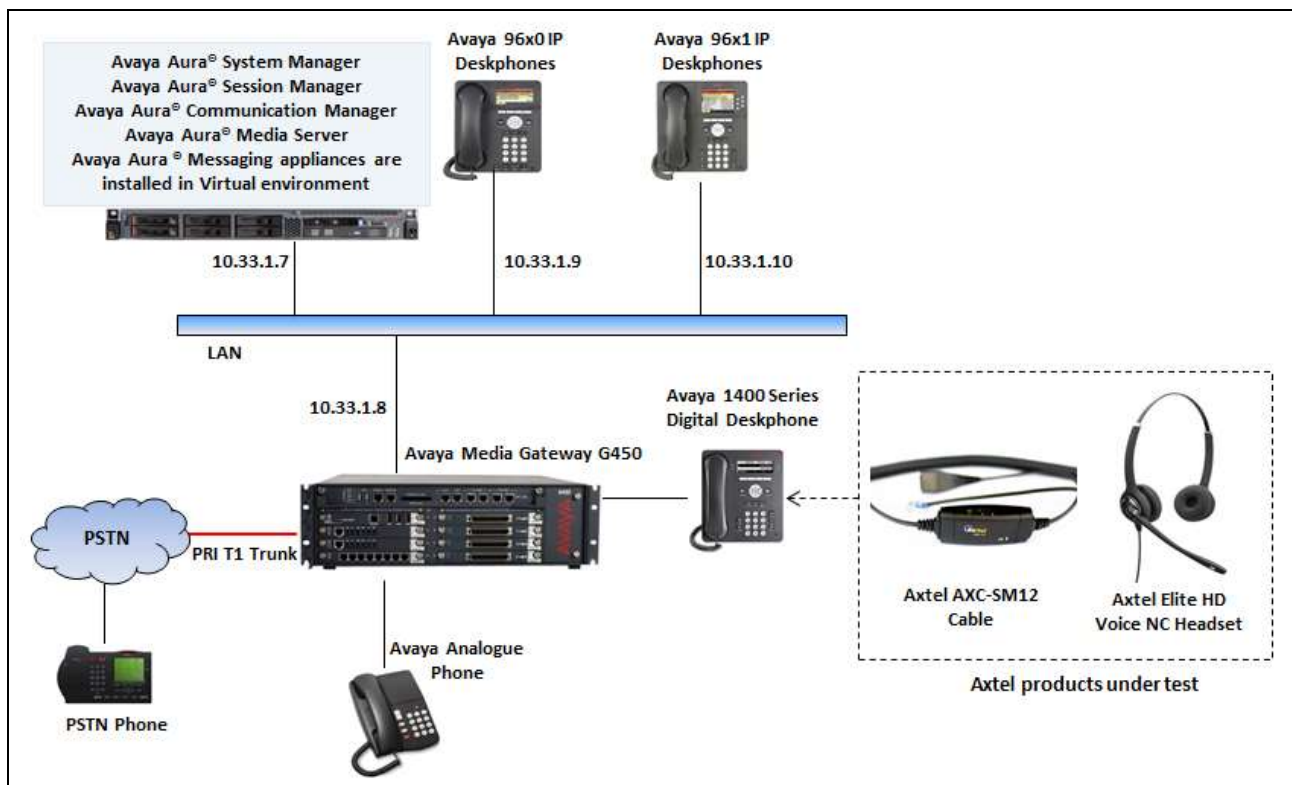 Avaya Aura® System Manager
Avaya Aura® Session Manager
Avaya Aura® Communication Manager
Avaya Aura® Media Server
Avaya Aura ® Messaging appliances are
installed in Virtual environment
Avaya 96x0 IP
Deskphones
Avaya 96x1 IP
Deskphones
10.33.1.7
10.33.1.9
10.33.1.10
LAN
10.33.1.8
Avaya Media Gateway G450
AVAYA
Avaya 1400 Series
Digital Deskphone
PSTN
PRI T1 Trunk
PSTN Phone
Avaya Analogue
Phone
Axtel AXC-SM12
Cable
Axtel Elite HD
Voice NC Headset
Axtel products under test